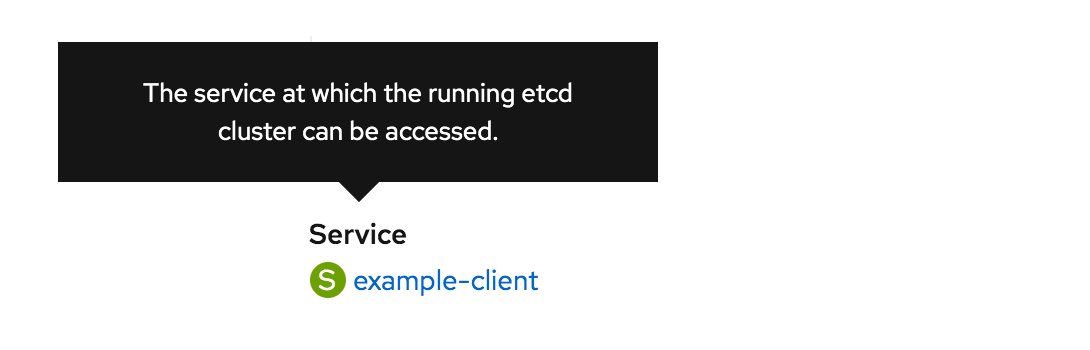 The service at which the running etcd
cluster can be accessed.
Service
S example-client